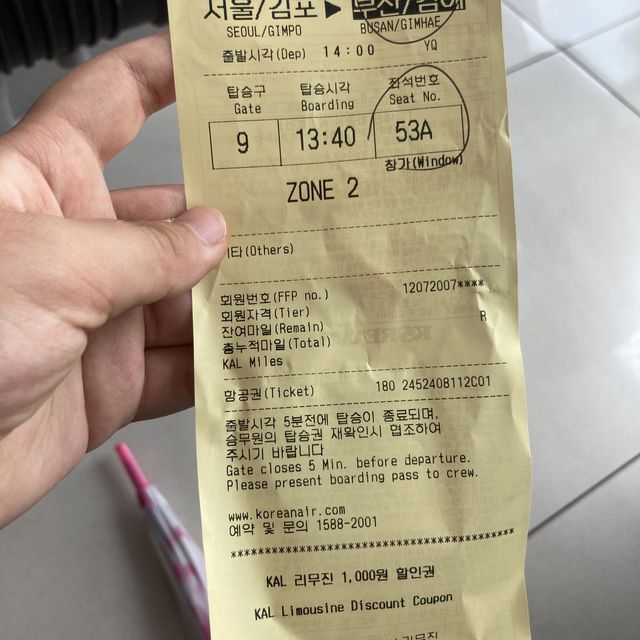 서울/김포 ▶ 부산/김해
SEOUL/GIMPO BUSAN/GIMHAE
출발시각(Dep) 14:00 YQ
탑승구 탑승시각 좌석번호
Gate Boarding Seat No.
9 13:40 53A
창가(Window)
ZONE 2
기타(Others)
회원번호(FFP no.) 12072007****
회원자격(Tier) R
잔여마일(Remain)
총누적마일(Total)
KAL Miles
항공권(Ticket) 180 2452408112C01
출발시각 5분전에 탑승이 종료되며,
승무원의 탑승권 재확인시 협조하여
주시기 바랍니다
Gate closes 5 Min. before departure.
Please present boarding pass to crew.
www.koreanair.com
예약 및 문의 1588-2001
****************************************
KAL 리무진 1,000원 할인권
KAL Limousine Discount Coupon
리무진